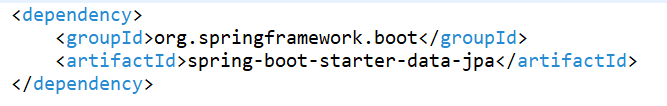 <dependency>
<groupId>org.springframework.boot</groupId>
<artifactId>spring-boot-starter-data-jpa</artifactId>
</dependency>